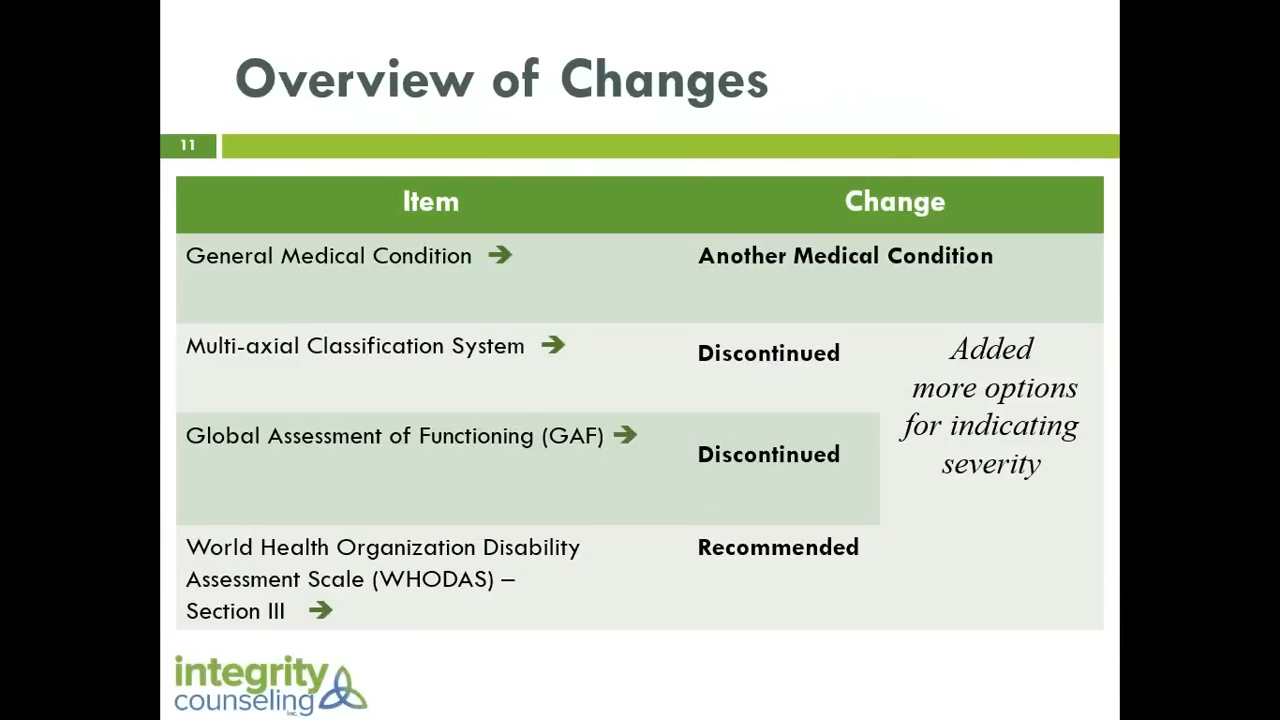 Overview of Changes
11
Item Change
General Medical Condition ➔ Another Medical Condition
Multi-axial Classification System ➔ Discontinued
Added
more options
for indicating
severity
Global Assessment of Functioning (GAF) ➔ Discontinued
World Health Organization Disability
Assessment Scale (WHODAS) –
Section III ➔
Recommended
integrity
counseling
inc.